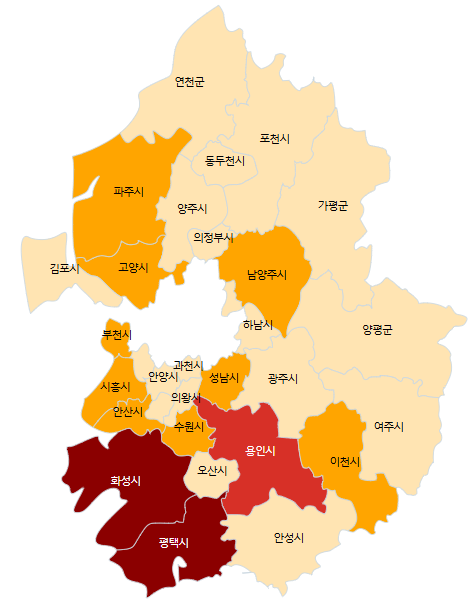 연천군
포천시
동두천시
파주시
가평군
양주시
의정부시
김포시
고양시
남양주시
하남시
양평군
부천시
과천시
안양시
성남시
광주시
시흥시
의왕시
안산시
수원시
여주시
용인시
이천시
오산시
화성시
안성시
평택시